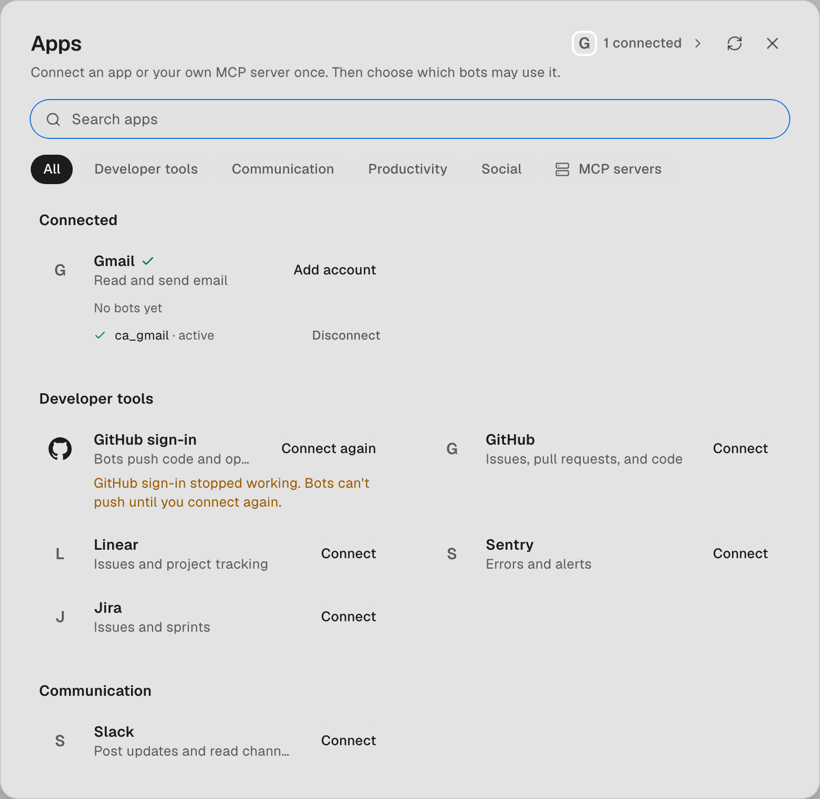 Apps
G 1 connected
Connect an app or your own MCP server once. Then choose which bots may use it.
Search apps
All Developer tools Communication Productivity Social MCP servers
Connected
G
Gmail
Read and send email
Add account
No bots yet
ca_gmail · active
Disconnect
Developer tools
GitHub sign-in
Bots push code and op...
Connect again
GitHub sign-in stopped working. Bots can't
push until you connect again.
G
GitHub
Issues, pull requests, and code
Connect
L
Linear
Issues and project tracking
Connect
S
Sentry
Errors and alerts
Connect
J
Jira
Issues and sprints
Connect
Communication
S
Slack
Post updates and read chann...
Connect